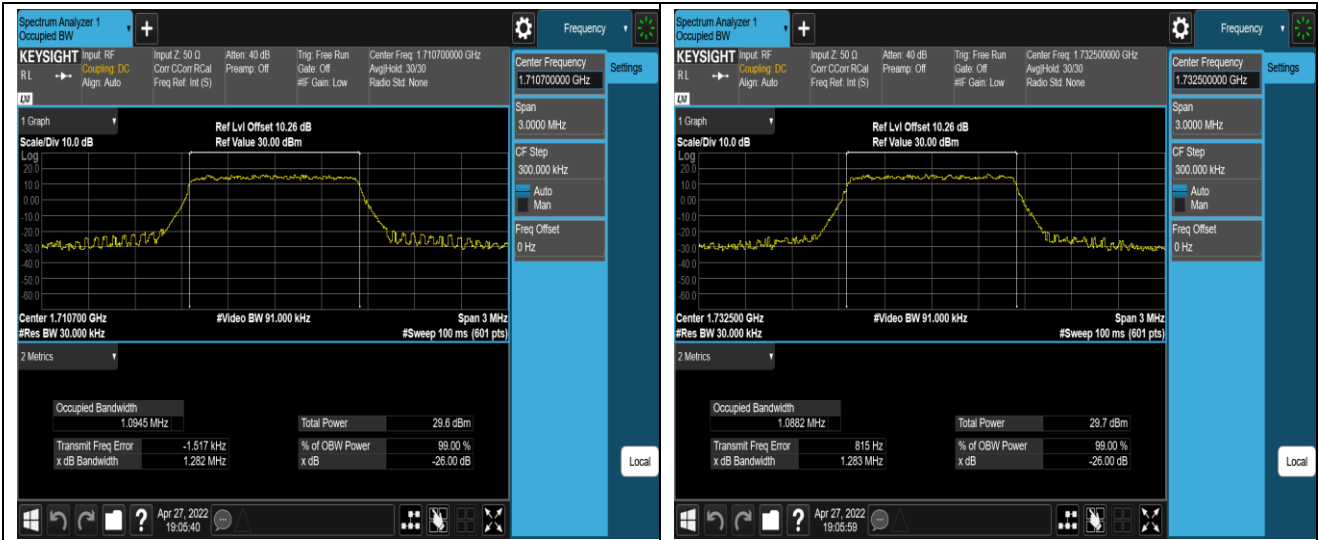 Spectrum Analyzer 1
Occupied BW
+
Frequency
KEYSIGHT
Input: RF
Coupling: DC
Align: Auto
Input Z: 50 Ω
Corr CCorr RCal
Freq Ref: Int (S)
Atten: 40 dB
Preamp: Off
Trig: Free Run
Gate: Off
#IF Gain: Low
Center Freq: 1.710700000 GHz
Avg|Hold: 30/30
Radio Std: None
RL
LXI
Center Frequency
1.710700000 GHz
Settings
Span
3.0000 MHz
CF Step
300.000 kHz
Auto
Man
Freq Offset
0 Hz
Local
1 Graph
Ref Lvl Offset 10.26 dB
Scale/Div 10.0 dB
Ref Value 30.00 dBm
Log
20.0
10.0
0.00
-10.0
-20.0
-30.0
-40.0
-50.0
-60.0
Center 1.710700 GHz
#Video BW 91.000 kHz
Span 3 MHz
#Res BW 30.000 kHz
#Sweep 100 ms (601 pts)
2 Metrics
Occupied Bandwidth
1.0945 MHz
Total Power 29.6 dBm
Transmit Freq Error -1.517 kHz
% of OBW Power 99.00 %
x dB Bandwidth 1.282 MHz
x dB -26.00 dB
?
Apr 27, 2022
19:05:40
Spectrum Analyzer 1
Occupied BW
+
Frequency
KEYSIGHT
Input: RF
Coupling: DC
Align: Auto
Input Z: 50 Ω
Corr CCorr RCal
Freq Ref: Int (S)
Atten: 40 dB
Preamp: Off
Trig: Free Run
Gate: Off
#IF Gain: Low
Center Freq: 1.732500000 GHz
Avg|Hold: 30/30
Radio Std: None
RL
LXI
Center Frequency
1.732500000 GHz
Settings
Span
3.0000 MHz
CF Step
300.000 kHz
Auto
Man
Freq Offset
0 Hz
Local
1 Graph
Ref Lvl Offset 10.26 dB
Scale/Div 10.0 dB
Ref Value 30.00 dBm
Log
20.0
10.0
0.00
-10.0
-20.0
-30.0
-40.0
-50.0
-60.0
Center 1.732500 GHz
#Video BW 91.000 kHz
Span 3 MHz
#Res BW 30.000 kHz
#Sweep 100 ms (601 pts)
2 Metrics
Occupied Bandwidth
1.0882 MHz
Total Power 29.7 dBm
Transmit Freq Error 815 Hz
% of OBW Power 99.00 %
x dB Bandwidth 1.283 MHz
x dB -26.00 dB
?
Apr 27, 2022
19:05:59